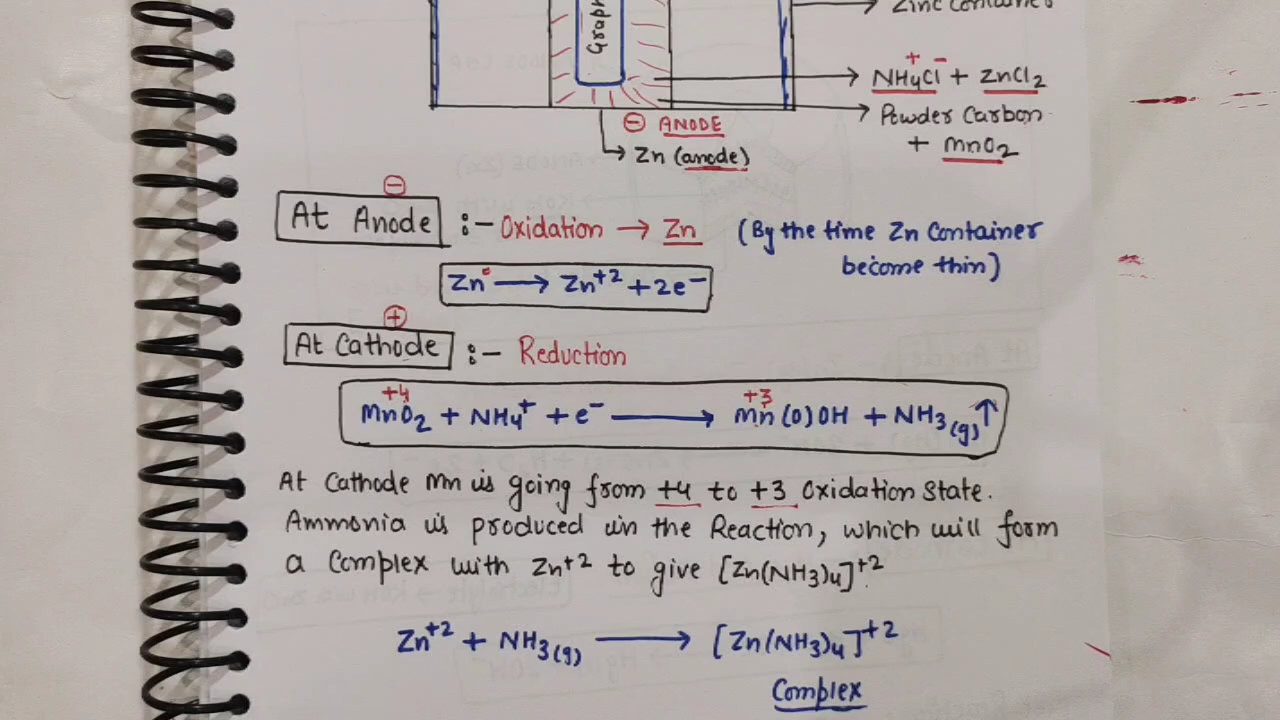 Zinc Container
Graph
NH4Cl + ZnCl2
+ −
Powder Carbon
+ MnO2
⊖ ANODE
Zn (anode)
⊖
At Anode :- Oxidation → Zn (By the time Zn Container
become thin)
Zn° → Zn+2 + 2e−
⊕
At Cathode :- Reduction
+4 +3
MnO2 + NH4+ + e− → Mn(O)OH + NH3(g)↑
At Cathode Mn is going from +4 to +3 Oxidation State.
Ammonia is produced in the Reaction, which will form
a Complex with Zn+2 to give [Zn(NH3)4]+2.
Zn+2 + NH3(g) → [Zn(NH3)4]+2
Complex